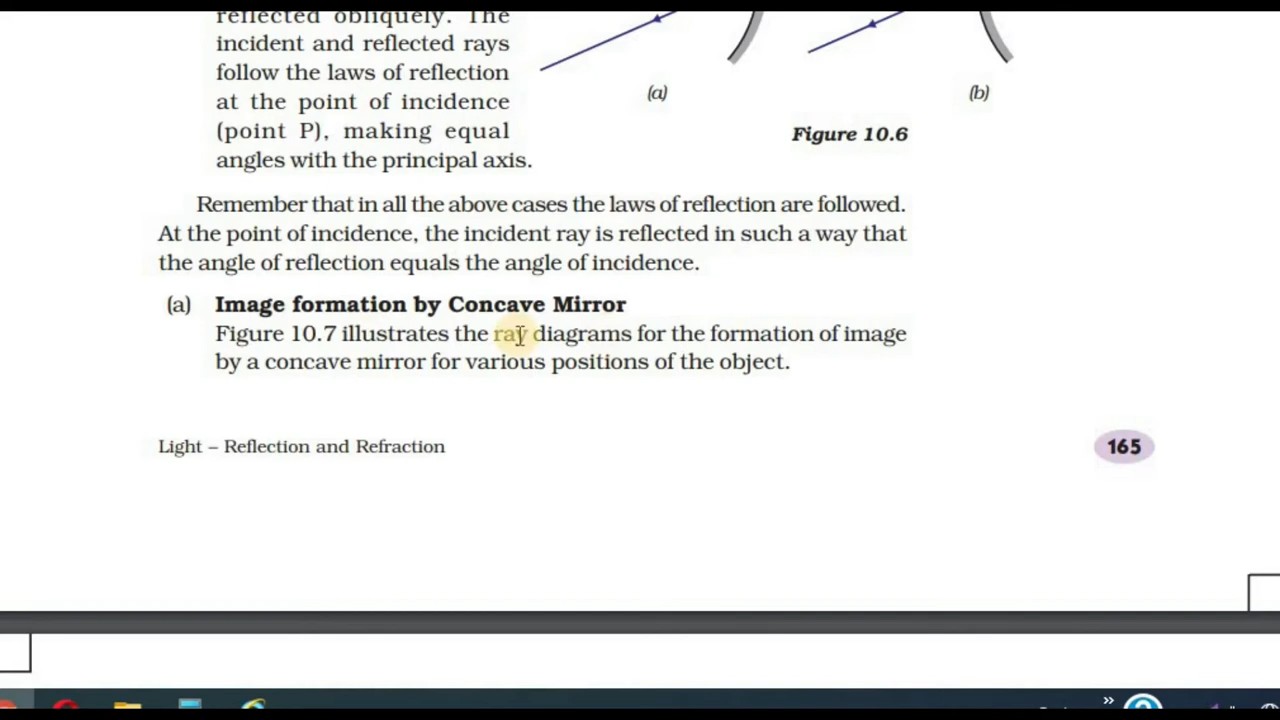 reflected obliquely. The
incident and reflected rays
follow the laws of reflection
at the point of incidence
(point P), making equal
angles with the principal axis.
(a)
(b)
Figure 10.6
Remember that in all the above cases the laws of reflection are followed.
At the point of incidence, the incident ray is reflected in such a way that
the angle of reflection equals the angle of incidence.
(a) Image formation by Concave Mirror
Figure 10.7 illustrates the ray diagrams for the formation of image
by a concave mirror for various positions of the object.
Light – Reflection and Refraction
165